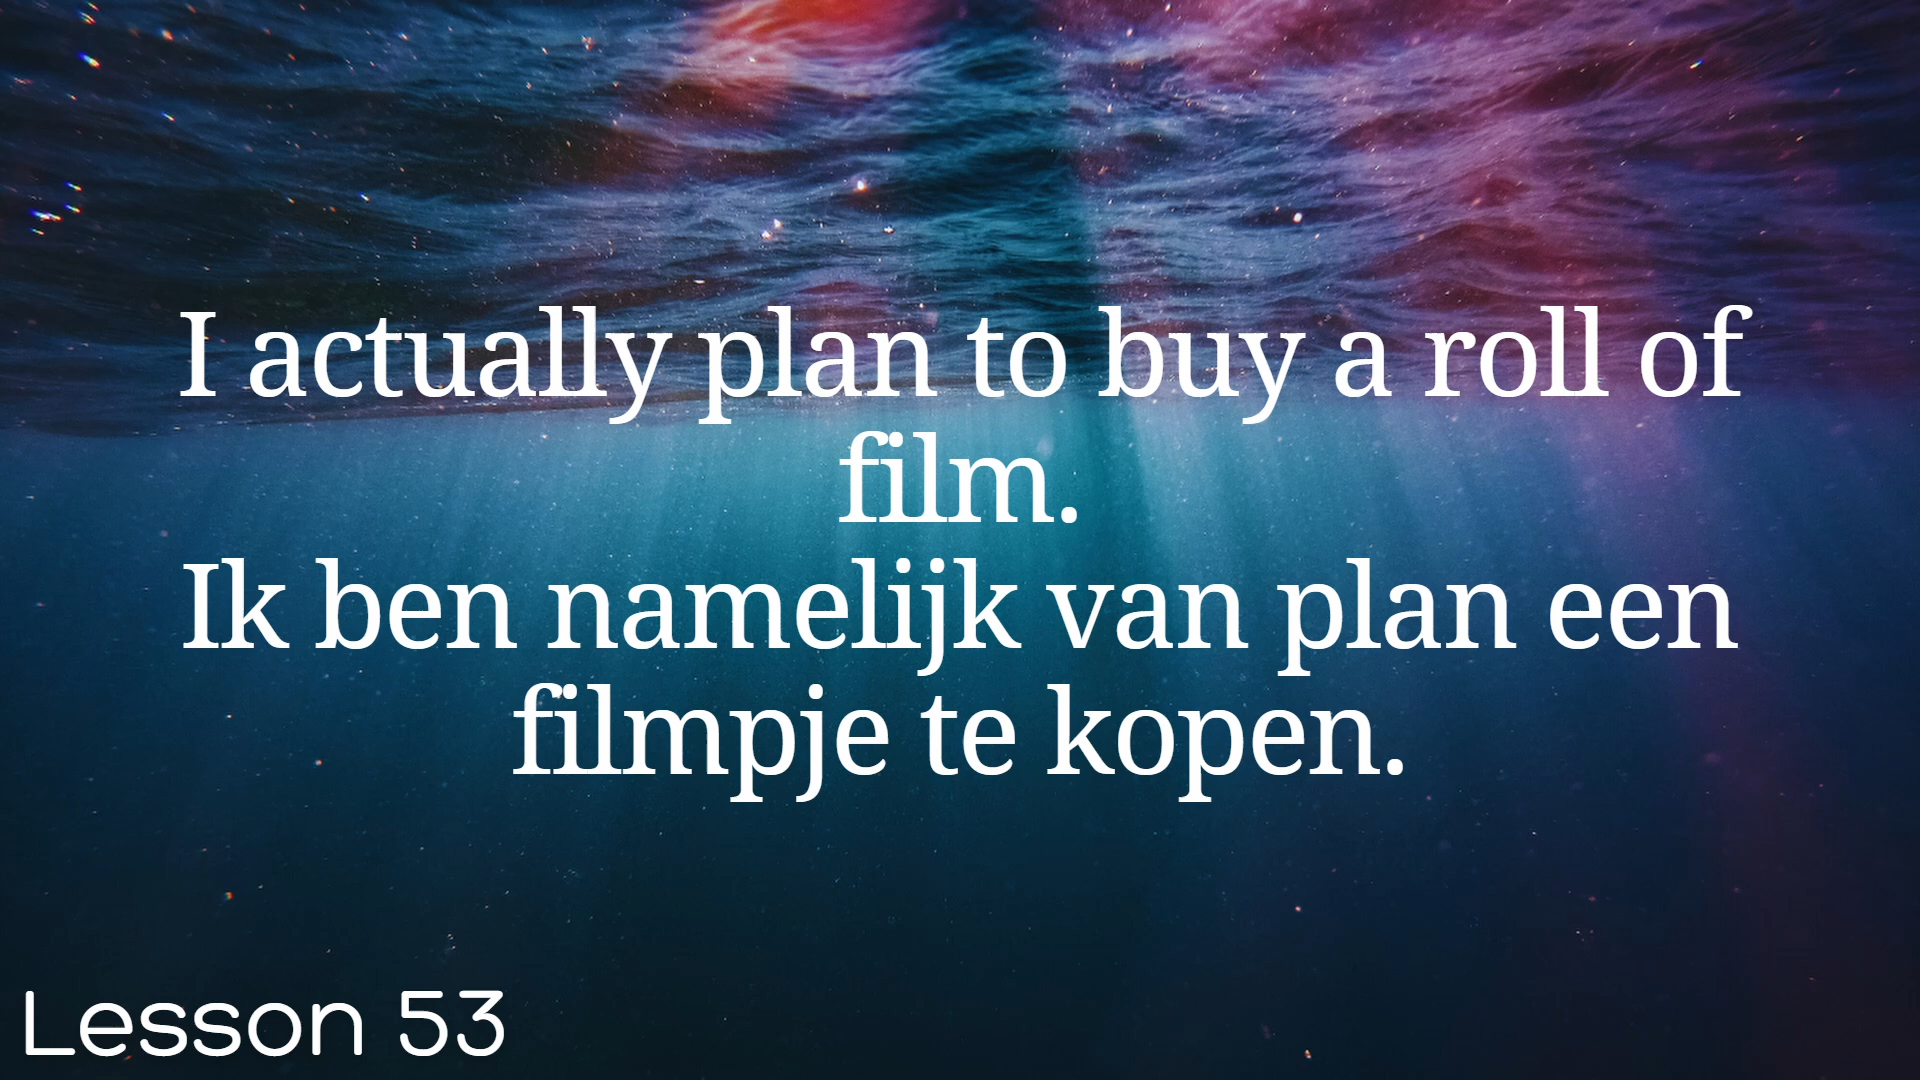 I actually plan to buy a roll of
film.
Ik ben namelijk van plan een
filmpje te kopen.
Lesson 53